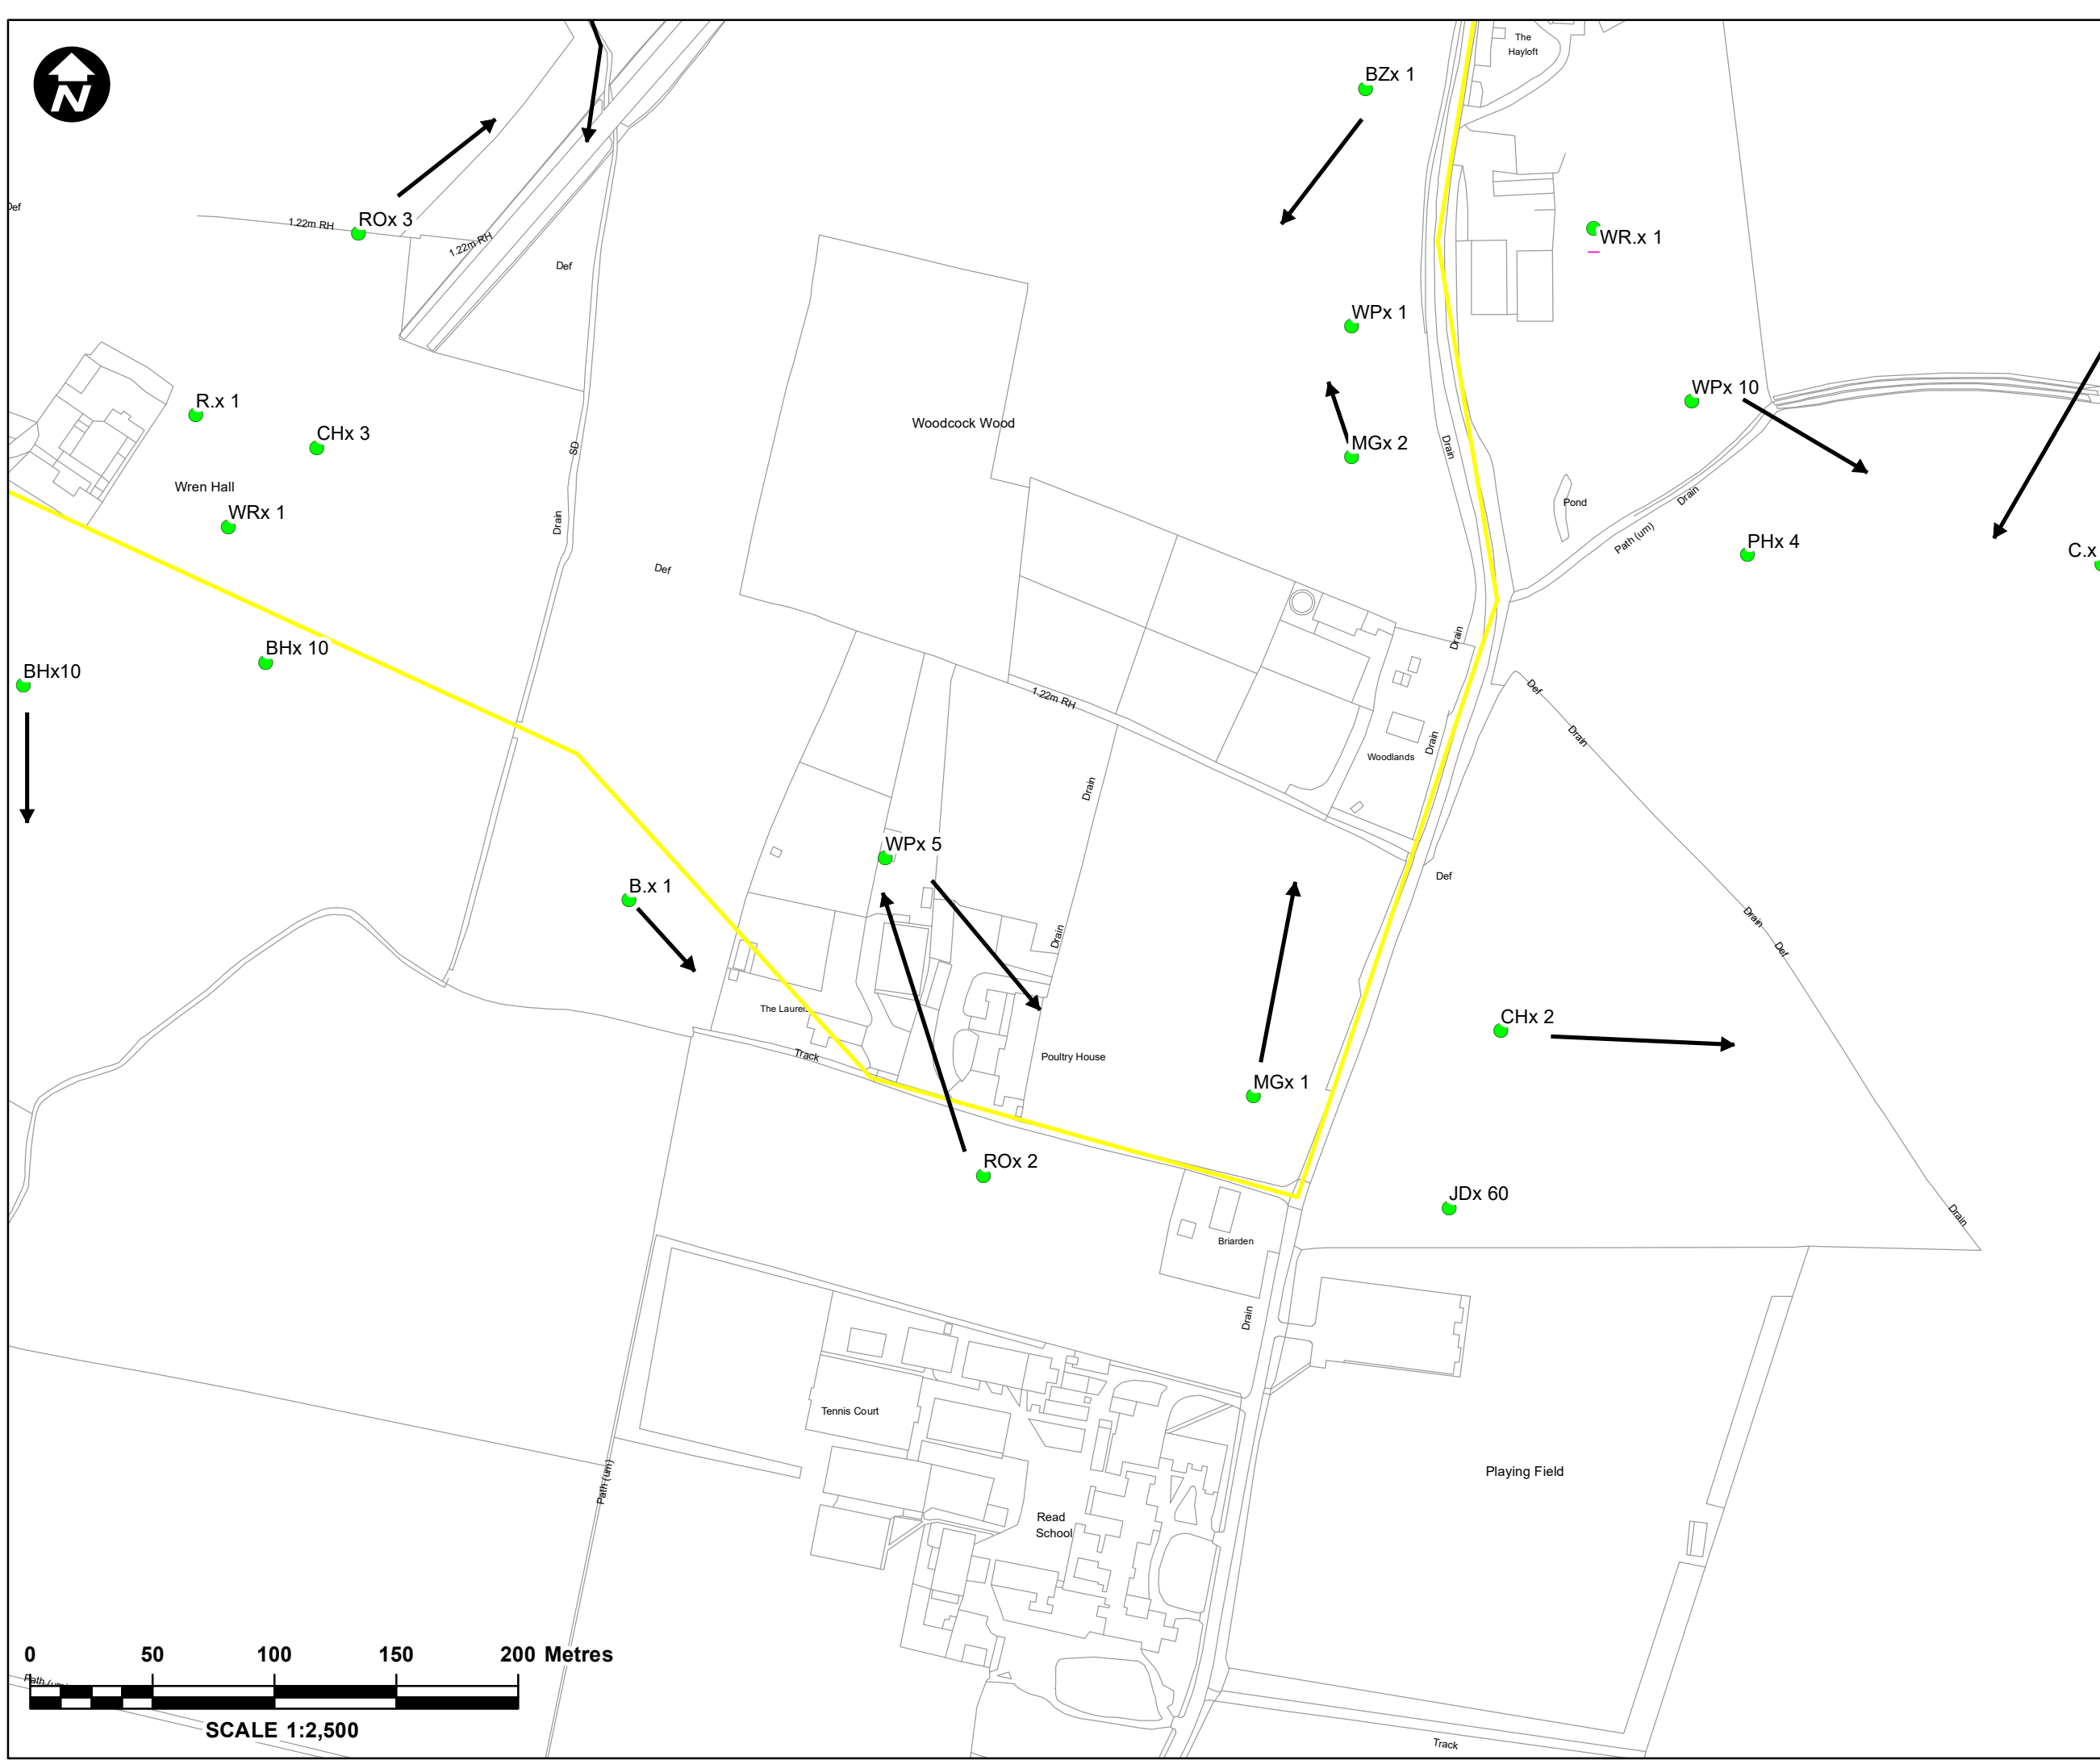 The
Hayloft
N
BZx 1
Def
ROx 3
1.22m RH
1.22m RH
Def
WR.x 1
WPx 1
R.x 1
CHx 3
SD
Woodcock Wood
MGx 2
Drain
WPx 10
Wren Hall
WRx 1
Drain
Pond
Drain
Path (um)
PHx 4
C.x
Def
BHx 10
BHx10
Drain
1.22m RH
Def
Drain
Drain
Woodlands
Drain
WPx 5
B.x 1
Def
Drain
Def
Drain
The Laurels
Track
Poultry House
CHx 2
MGx 1
ROx 2
JDx 60
Drain
Briarden
Drain
Tennis Court
Path (um)
Playing Field
Read
School
0 50 100 150 200 Metres
Path (um)
SCALE 1:2,500
Track